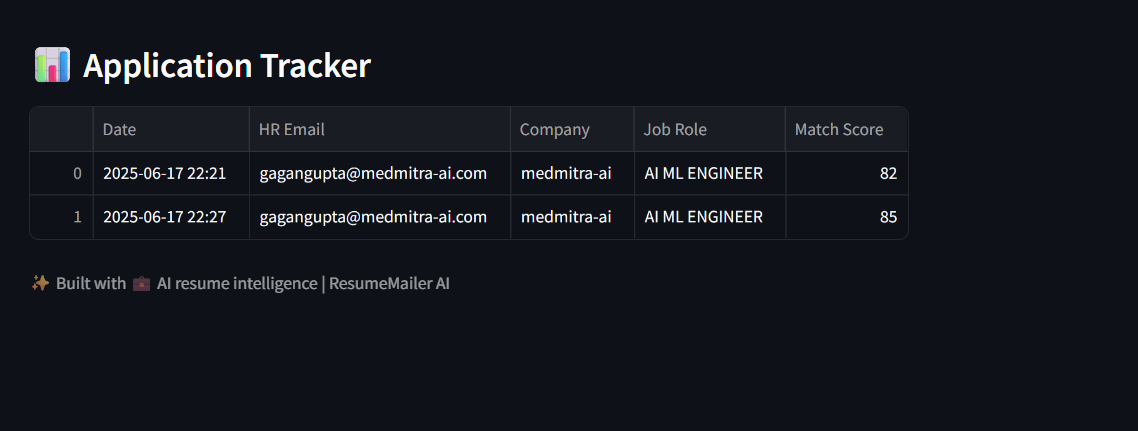 📊 Application Tracker
Date HR Email Company Job Role Match Score
0 2025-06-17 22:21 gagangupta@medmitra-ai.com medmitra-ai AI ML ENGINEER 82
1 2025-06-17 22:27 gagangupta@medmitra-ai.com medmitra-ai AI ML ENGINEER 85
✨ Built with 💼 AI resume intelligence | ResumeMailer AI